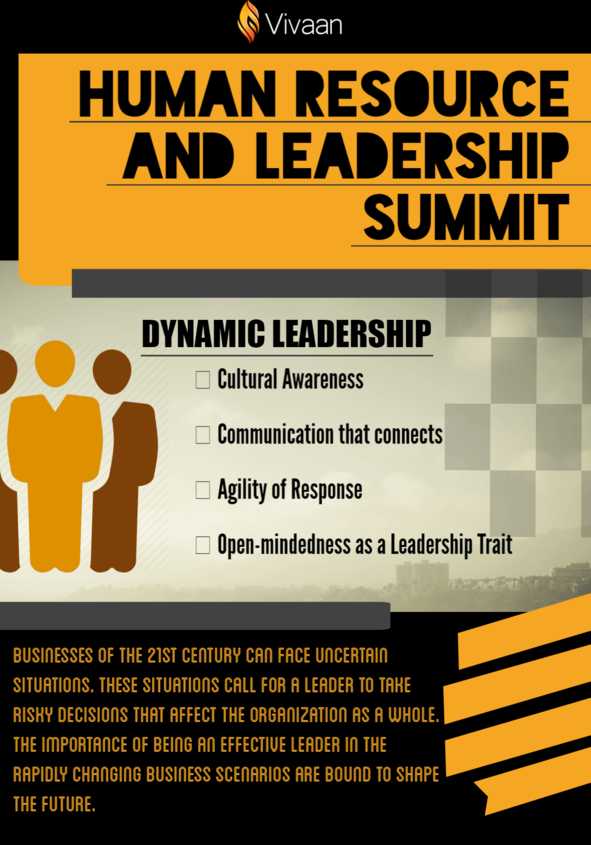 Vivaan
HUMAN RESOURCE
AND LEADERSHIP
SUMMIT
DYNAMIC LEADERSHIP
□ Cultural Awareness
□ Communication that connects
□ Agility of Response
□ Open-mindedness as a Leadership Trait
BUSINESSES OF THE 21ST CENTURY CAN FACE UNCERTAIN
SITUATIONS. THESE SITUATIONS CALL FOR A LEADER TO TAKE
RISKY DECISIONS THAT AFFECT THE ORGANIZATION AS A WHOLE.
THE IMPORTANCE OF BEING AN EFFECTIVE LEADER IN THE
RAPIDLY CHANGING BUSINESS SCENARIOS ARE BOUND TO SHAPE
THE FUTURE.